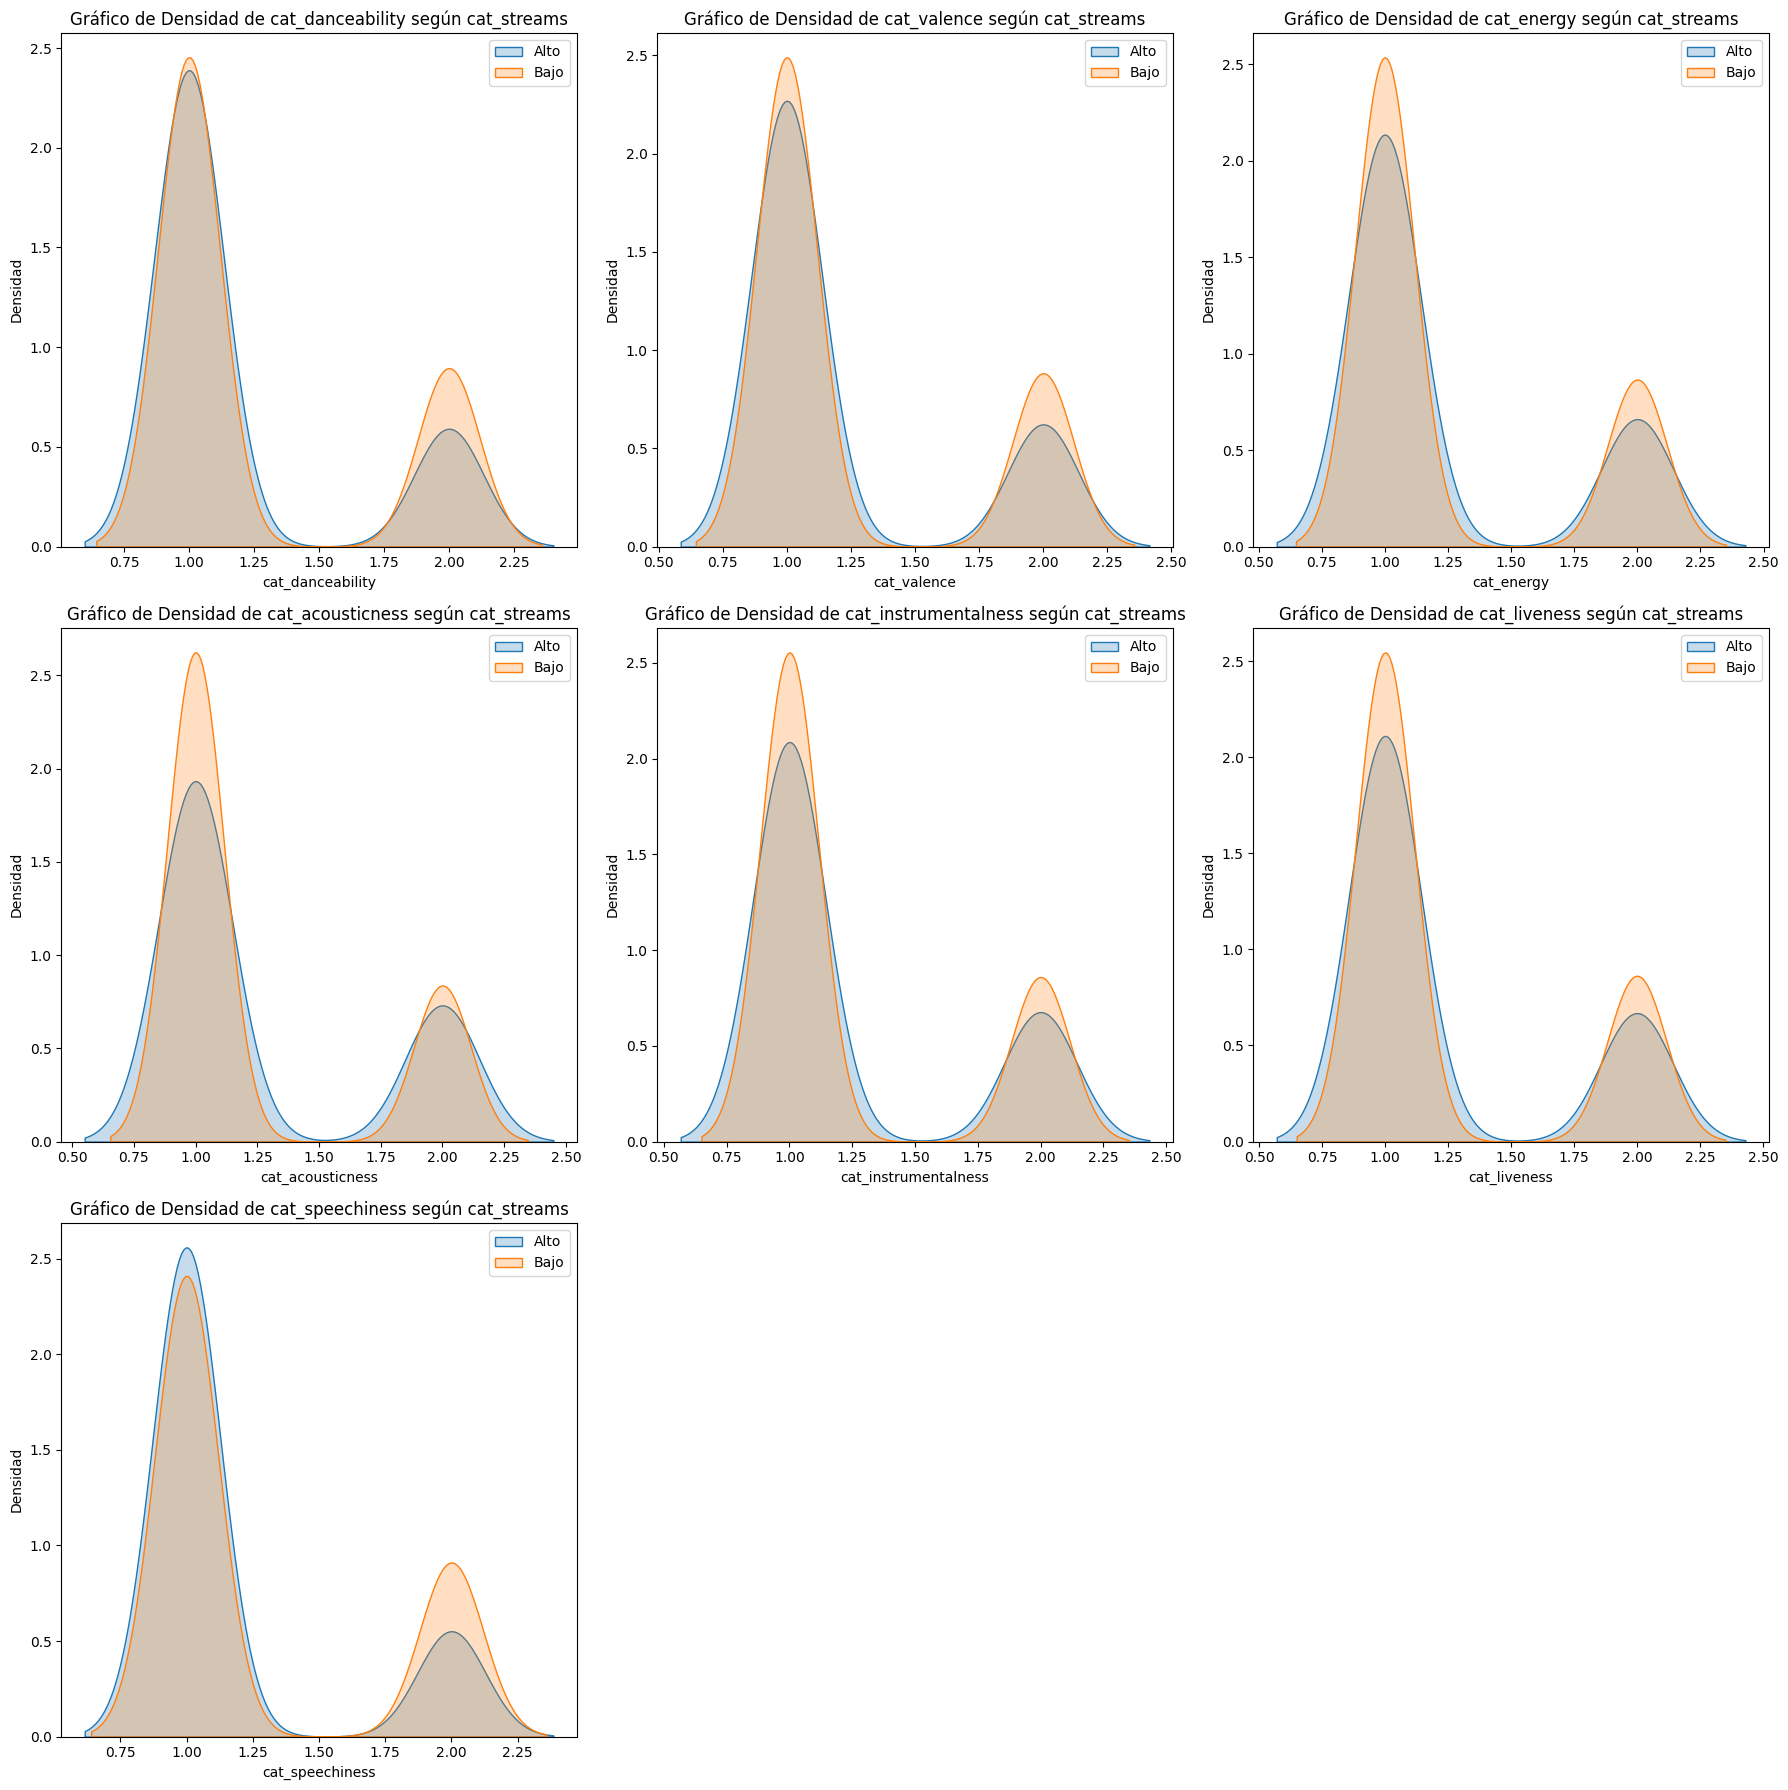 Gráfico de Densidad de cat_danceability según cat_streams
Alto
Bajo
2.5
2.0
1.5
1.0
0.5
0.0
Densidad
0.75 1.00 1.25 1.50 1.75 2.00 2.25
cat_danceability
Gráfico de Densidad de cat_valence según cat_streams
Alto
Bajo
2.5
2.0
1.5
1.0
0.5
0.0
Densidad
0.50 0.75 1.00 1.25 1.50 1.75 2.00 2.25 2.50
cat_valence
Gráfico de Densidad de cat_energy según cat_streams
Alto
Bajo
2.5
2.0
1.5
1.0
0.5
0.0
Densidad
0.50 0.75 1.00 1.25 1.50 1.75 2.00 2.25 2.50
cat_energy
Gráfico de Densidad de cat_acousticness según cat_streams
Alto
Bajo
2.5
2.0
1.5
1.0
0.5
0.0
Densidad
0.50 0.75 1.00 1.25 1.50 1.75 2.00 2.25 2.50
cat_acousticness
Gráfico de Densidad de cat_instrumentalness según cat_streams
Alto
Bajo
2.5
2.0
1.5
1.0
0.5
0.0
Densidad
0.50 0.75 1.00 1.25 1.50 1.75 2.00 2.25 2.50
cat_instrumentalness
Gráfico de Densidad de cat_liveness según cat_streams
Alto
Bajo
2.5
2.0
1.5
1.0
0.5
0.0
Densidad
0.50 0.75 1.00 1.25 1.50 1.75 2.00 2.25 2.50
cat_liveness
Gráfico de Densidad de cat_speechiness según cat_streams
Alto
Bajo
2.5
2.0
1.5
1.0
0.5
0.0
Densidad
0.75 1.00 1.25 1.50 1.75 2.00 2.25
cat_speechiness